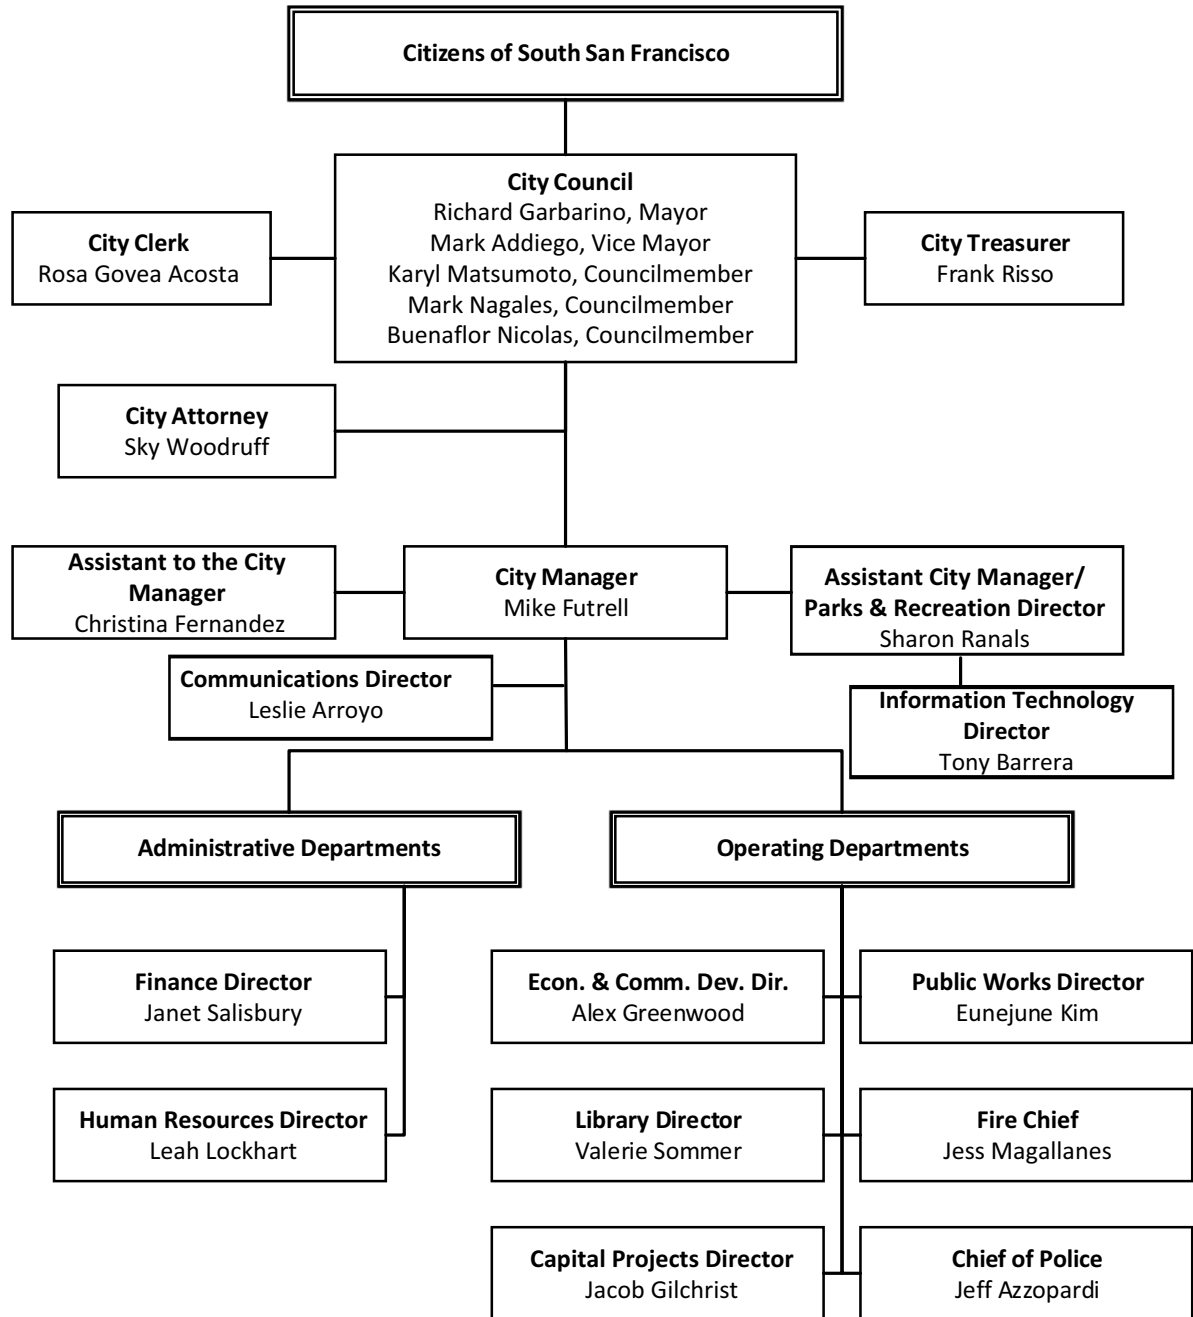 Citizens of South San Francisco
City Council
Richard Garbarino, Mayor
Mark Addiego, Vice Mayor
Karyl Matsumoto, Councilmember
Mark Nagales, Councilmember
Buenaflor Nicolas, Councilmember
City Clerk
Rosa Govea Acosta
City Treasurer
Frank Risso
City Attorney
Sky Woodruff
Assistant to the City
Manager
Christina Fernandez
City Manager
Mike Futrell
Assistant City Manager/
Parks & Recreation Director
Sharon Ranals
Communications Director
Leslie Arroyo
Information Technology
Director
Tony Barrera
Administrative Departments
Operating Departments
Finance Director
Janet Salisbury
Econ. & Comm. Dev. Dir.
Alex Greenwood
Public Works Director
Eunejune Kim
Human Resources Director
Leah Lockhart
Library Director
Valerie Sommer
Fire Chief
Jess Magallanes
Capital Projects Director
Jacob Gilchrist
Chief of Police
Jeff Azzopardi